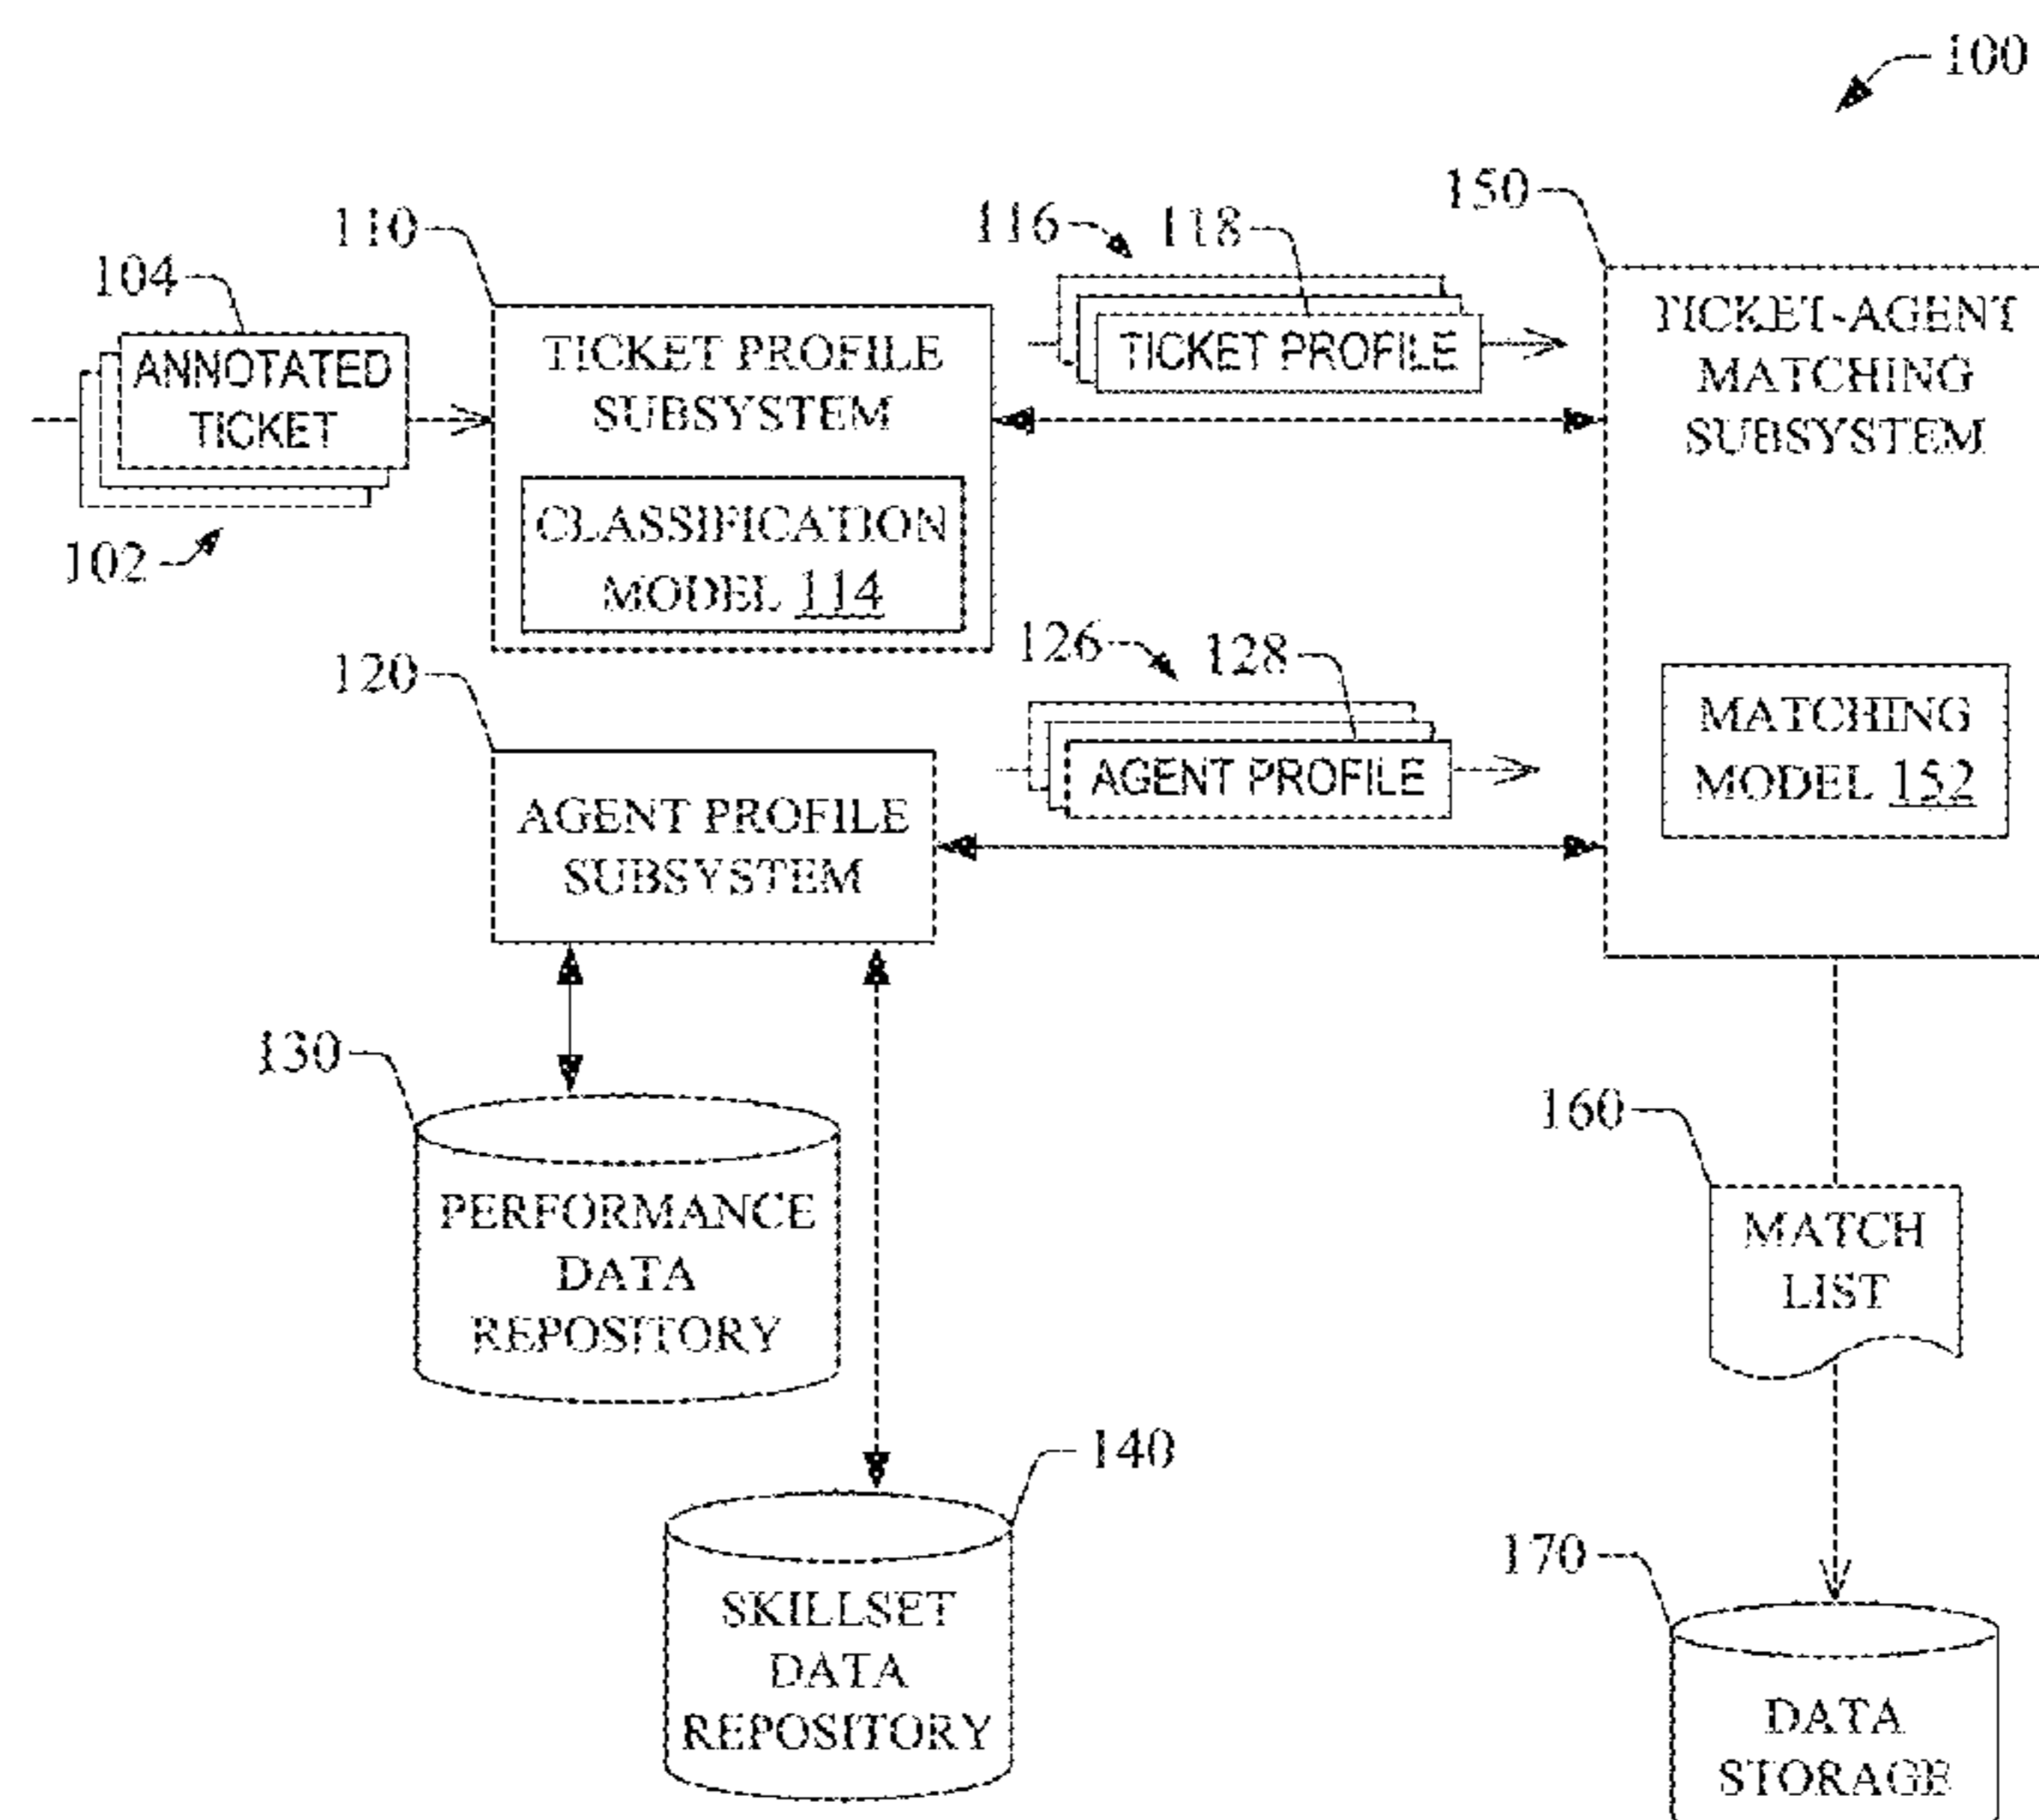 100
150
116
118
110
104
TICKET-AGENT
MATCHING
SUBSYSTEM
TICKET PROFILE
TICKET PROFILE
SUBSYSTEM
ANNOTATED
TICKET
CLASSIFICATION
MODEL 114
102
126
128
120
MATCHING
MODEL 152
AGENT PROFILE
AGENT PROFILE
SUBSYSTEM
130
160
PERFORMANCE
DATA
REPOSITORY
MATCH
LIST
140
170
SKILLSET
DATA
REPOSITORY
DATA
STORAGE